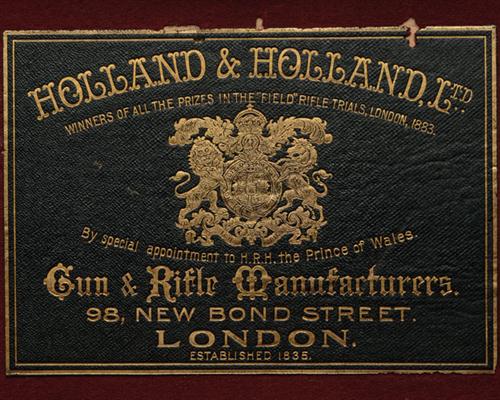 HOLLAND & HOLLAND, LTD.
WINNERS OF ALL THE PRIZES IN THE "FIELD" RIFLE TRIALS, LONDON, 1883.
By special appointment to H.R.H. the Prince of Wales.
Gun & Rifle Manufacturers.
98, NEW BOND STREET.
LONDON.
ESTABLISHED 1835.